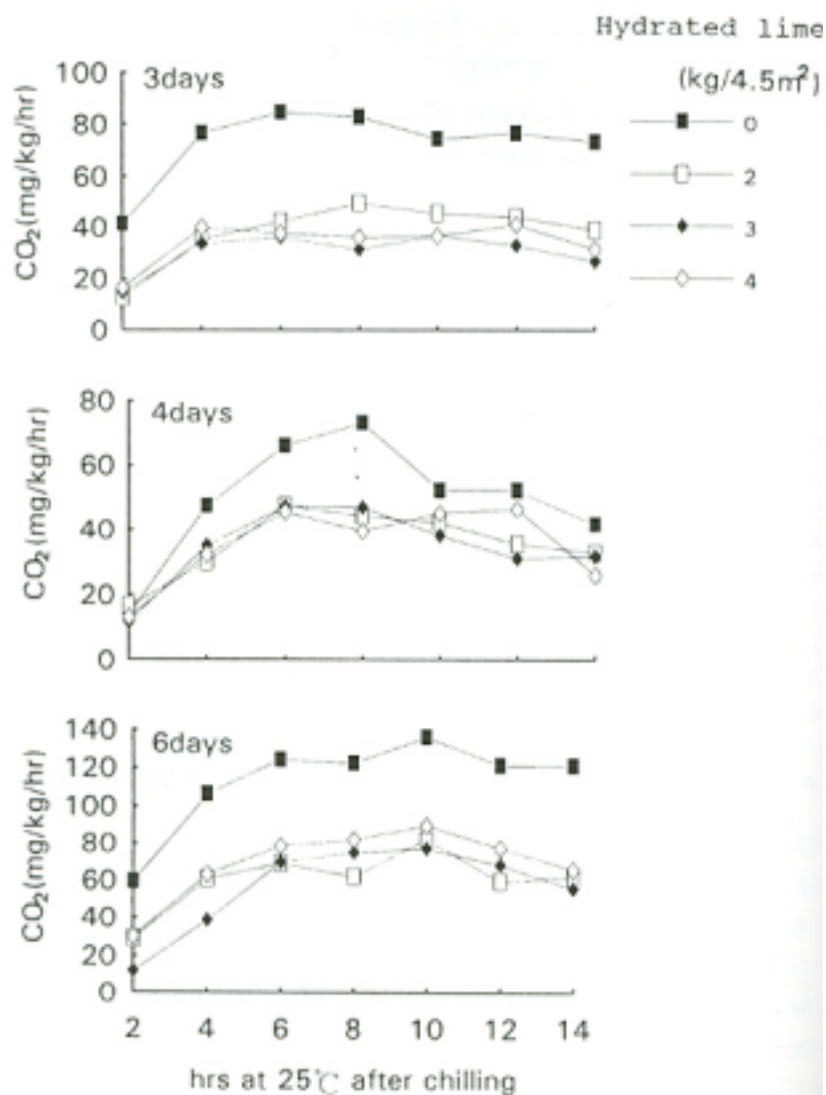 Hydrated lime
(kg/4.5m²)
0
2
3
4
3days
100
80
60
40
20
0
CO₂(mg/kg/hr)
4days
80
60
40
20
0
CO₂(mg/kg/hr)
6days
140
120
100
80
60
40
20
0
CO₂(mg/kg/hr)
2 4 6 8 10 12 14
hrs at 25℃ after chilling